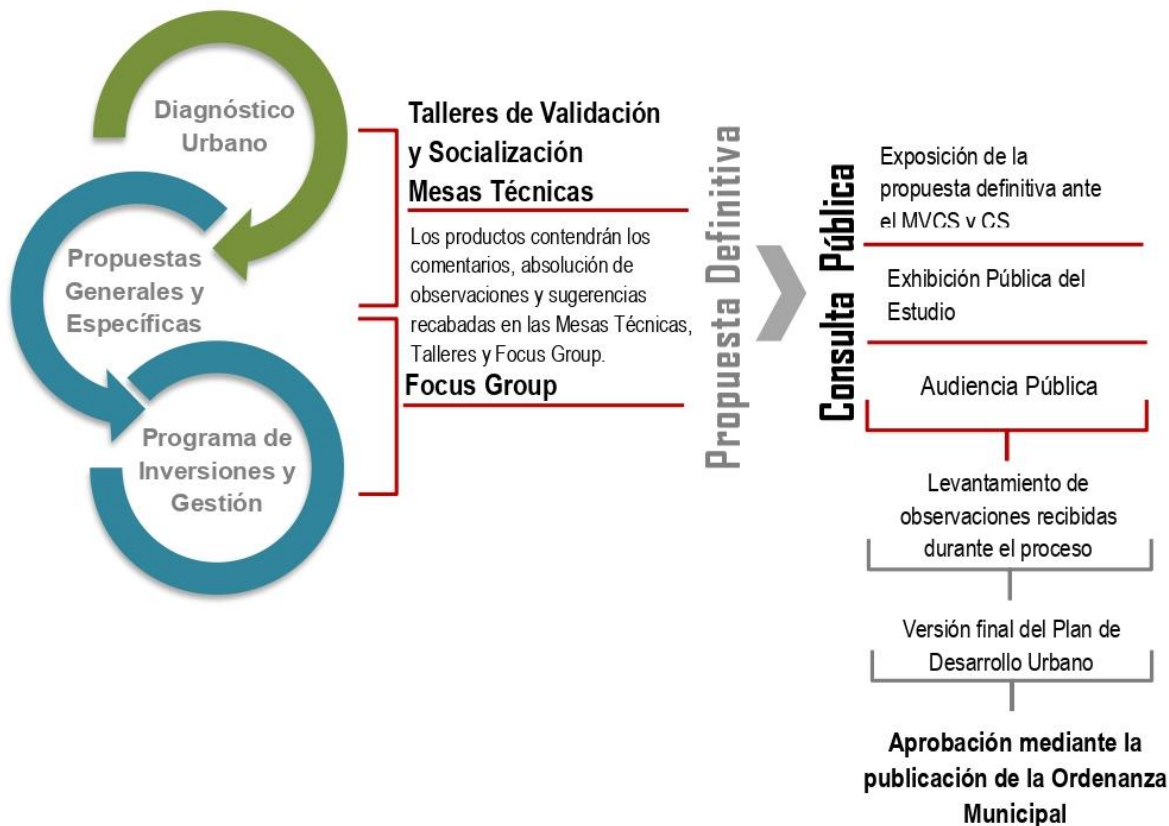 Diagnóstico
Urbano
Propuestas
Generales y
Específicas
Programa de
Inversiones y
Gestión
Talleres de Validación
y Socialización
Mesas Técnicas
Los productos contendrán los
comentarios, absolución de
observaciones y sugerencias
recabadas en las Mesas Técnicas,
Talleres y Focus Group.
Focus Group
Propuesta Definitiva
Consulta Pública
Exposición de la
propuesta definitiva ante
el MVCS y CS
Exhibición Pública del
Estudio
Audiencia Pública
Levantamiento de
observaciones recibidas
durante el proceso
Versión final del Plan de
Desarrollo Urbano
Aprobación mediante la
publicación de la Ordenanza
Municipal